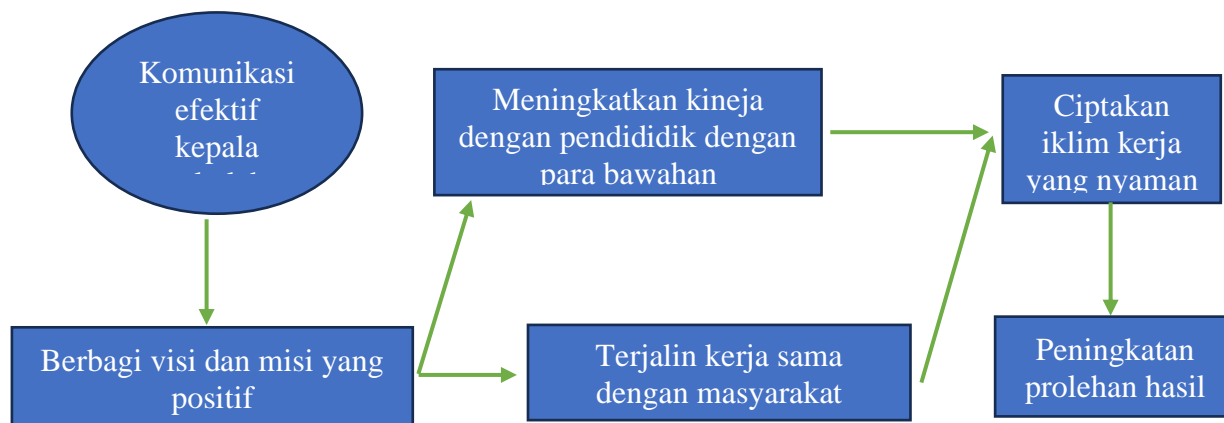 Komunikasi
efektif
kepala
Berbagi visi dan misi yang
positif
Meningkatkan kineja
dengan pendididik dengan
para bawahan
Terjalin kerja sama
dengan masyarakat
Ciptakan
iklim kerja
yang nyaman
Peningkatan
prolehan hasil